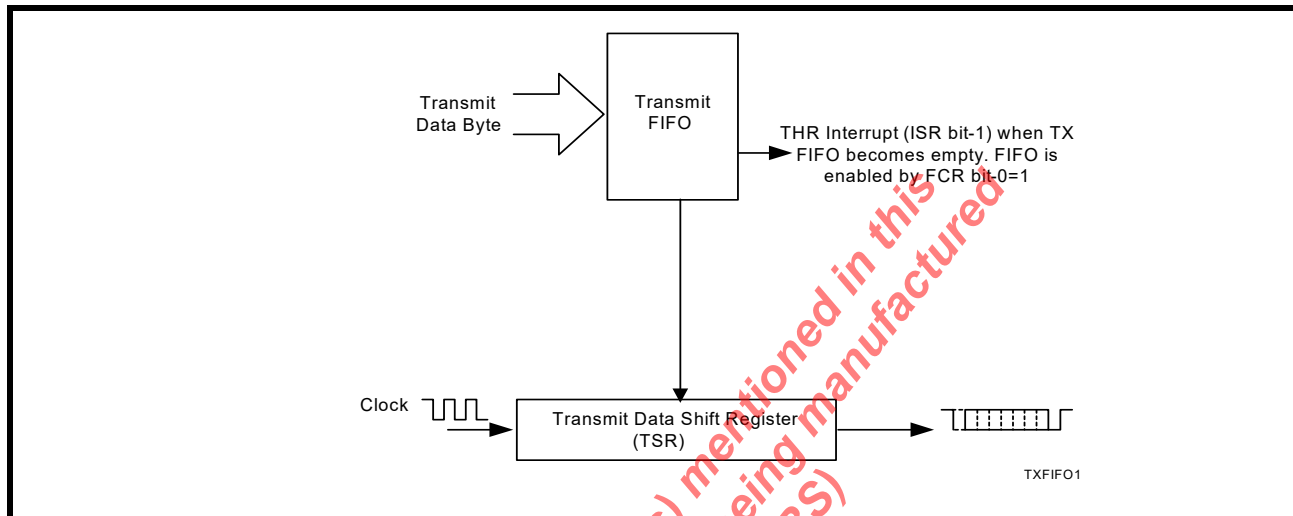 Transmit
Data Byte
Transmit
FIFO
THR Interrupt (ISR bit-1) when TX
FIFO becomes empty. FIFO is
enabled by FCR bit-0=1
Clock
Transmit Data Shift Register
(TSR)
TXFIFO1
mentioned in this
being manufactured